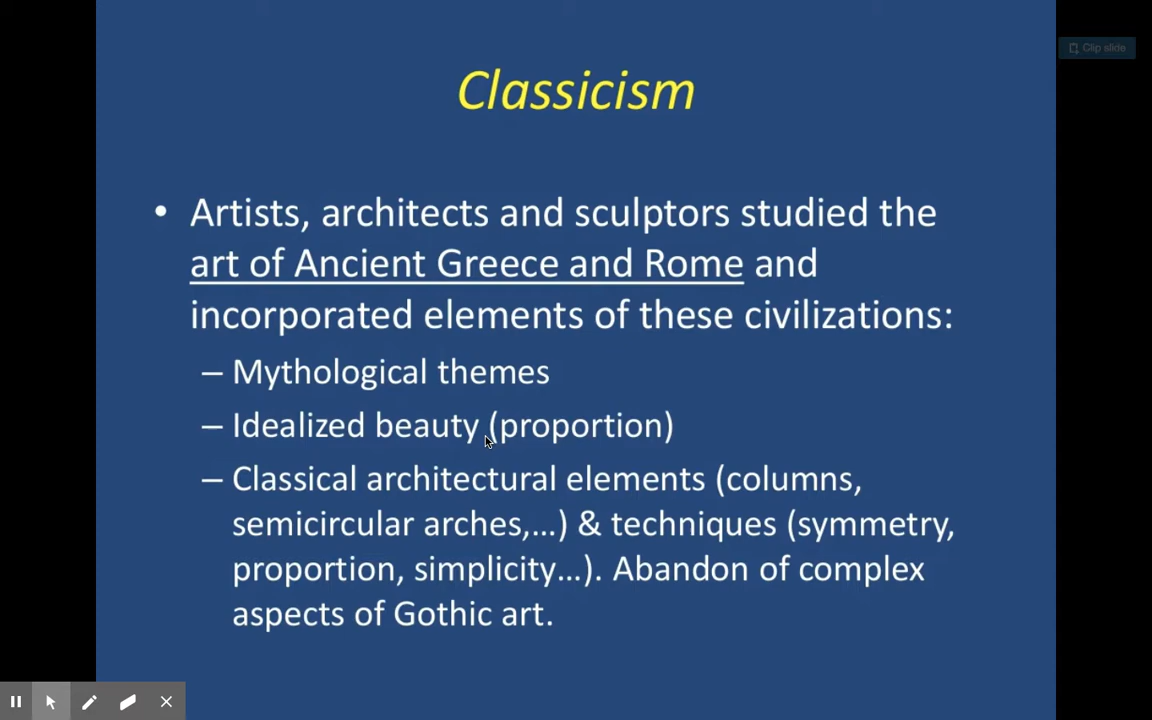 Clip slide
Classicism
• Artists, architects and sculptors studied the
art of Ancient Greece and Rome and
incorporated elements of these civilizations:
– Mythological themes
– Idealized beauty (proportion)
– Classical architectural elements (columns,
semicircular arches,...) & techniques (symmetry,
proportion, simplicity...). Abandon of complex
aspects of Gothic art.